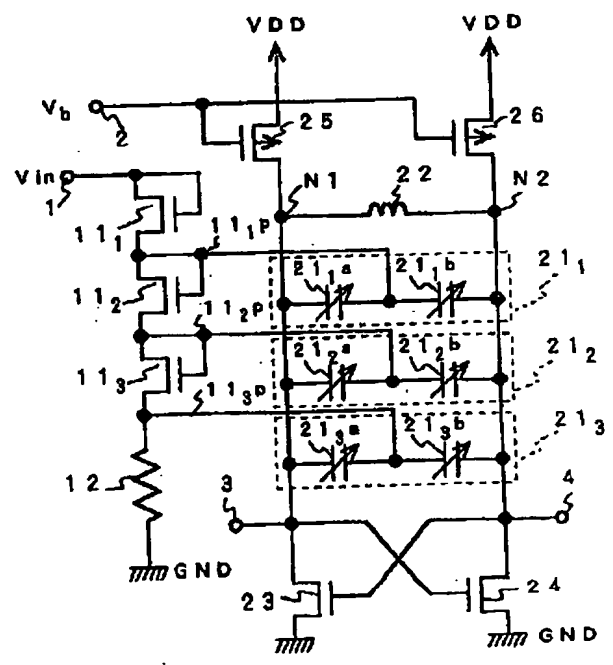 VDD VDD
Vb 2 25 26
Vin 1 N1 22 N2
11₁ 11₁p
21₁a 21₁b 21₁
11₂ 11₂p
21₂a 21₂b 21₂
11₃ 11₃p
21₃a 21₃b 21₃
12 3 4
GND
23 24
GND